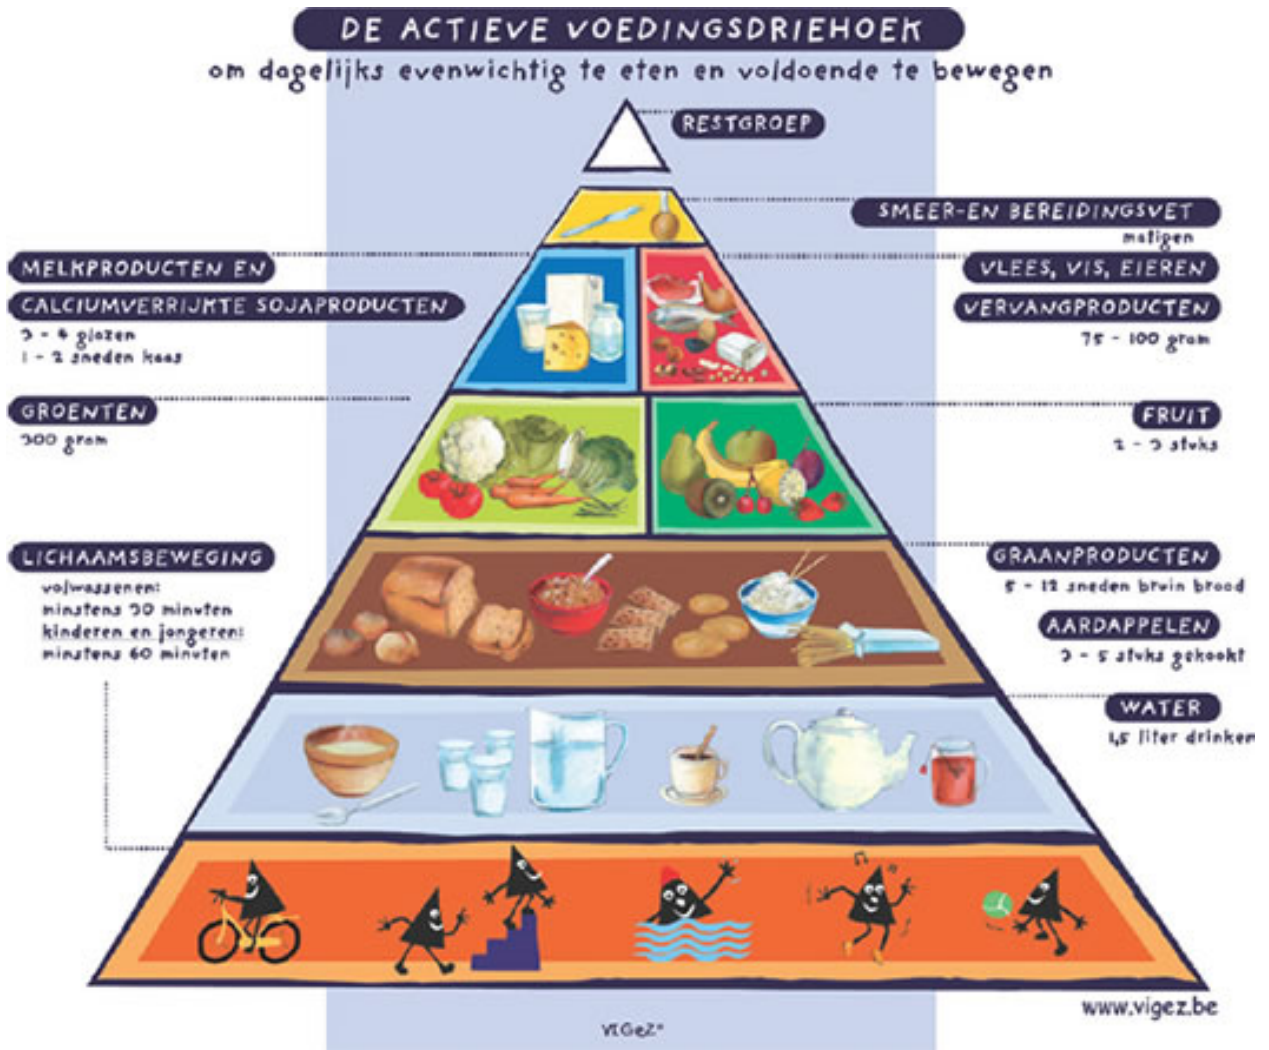 DE ACTIEVE VOEDINGSDRIEHOEK
om dagelijks evenwichtig te eten en voldoende te bewegen
RESTGROEP
SMEER-EN BEREIDINGSVET
matigen
MELKPRODUCTEN EN
CALCIUMVERRIJKTE SOJAPRODUCTEN
3 - 4 glazen
1 - 2 sneden kaas
VLEES, VIS, EIEREN
VERVANGPRODUCTEN
75 - 100 gram
GROENTEN
300 gram
FRUIT
2 - 3 stuks
LICHAAMSBEWEGING
volwassenen:
minstens 30 minuten
kinderen en jongeren:
minstens 60 minuten
GRAANPRODUCTEN
5 - 12 sneden bruin brood
AARDAPPELEN
3 - 5 stuks gekookt
WATER
1,5 liter drinken
www.vigez.be
VIGeZ®